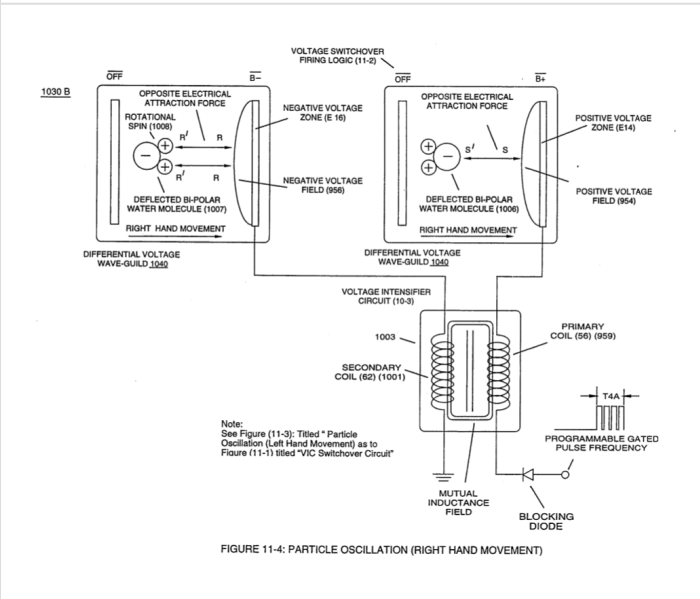 VOLTAGE SWITCHOVER
FIRING LOGIC (11-2)
OFF
B-
OFF
B+
1030 B
OPPOSITE ELECTRICAL
ATTRACTION FORCE
ROTATIONAL
SPIN (1008)
R'
R
R'
R
DEFLECTED BI-POLAR
WATER MOLECULE (1007)
RIGHT HAND MOVEMENT
NEGATIVE VOLTAGE
ZONE (E 16)
NEGATIVE VOLTAGE
FIELD (956)
OPPOSITE ELECTRICAL
ATTRACTION FORCE
S'
S
DEFLECTED BI-POLAR
WATER MOLECULE (1006)
RIGHT HAND MOVEMENT
POSITIVE VOLTAGE
ZONE (E14)
POSITIVE VOLTAGE
FIELD (954)
DIFFERENTIAL VOLTAGE
WAVE-GUILD 1040
DIFFERENTIAL VOLTAGE
WAVE-GUILD 1040
VOLTAGE INTENSIFIER
CIRCUIT (10-3)
1003
SECONDARY
COIL (62) (1001)
PRIMARY
COIL (56) (959)
T4A
PROGRAMMABLE GATED
PULSE FREQUENCY
Note:
See Figure (11-3): Titled " Particle
Oscillation (Left Hand Movement) as to
Figure (11-1) titled "VIC Switchover Circuit"
MUTUAL
INDUCTANCE
FIELD
BLOCKING
DIODE
FIGURE 11-4: PARTICLE OSCILLATION (RIGHT HAND MOVEMENT)